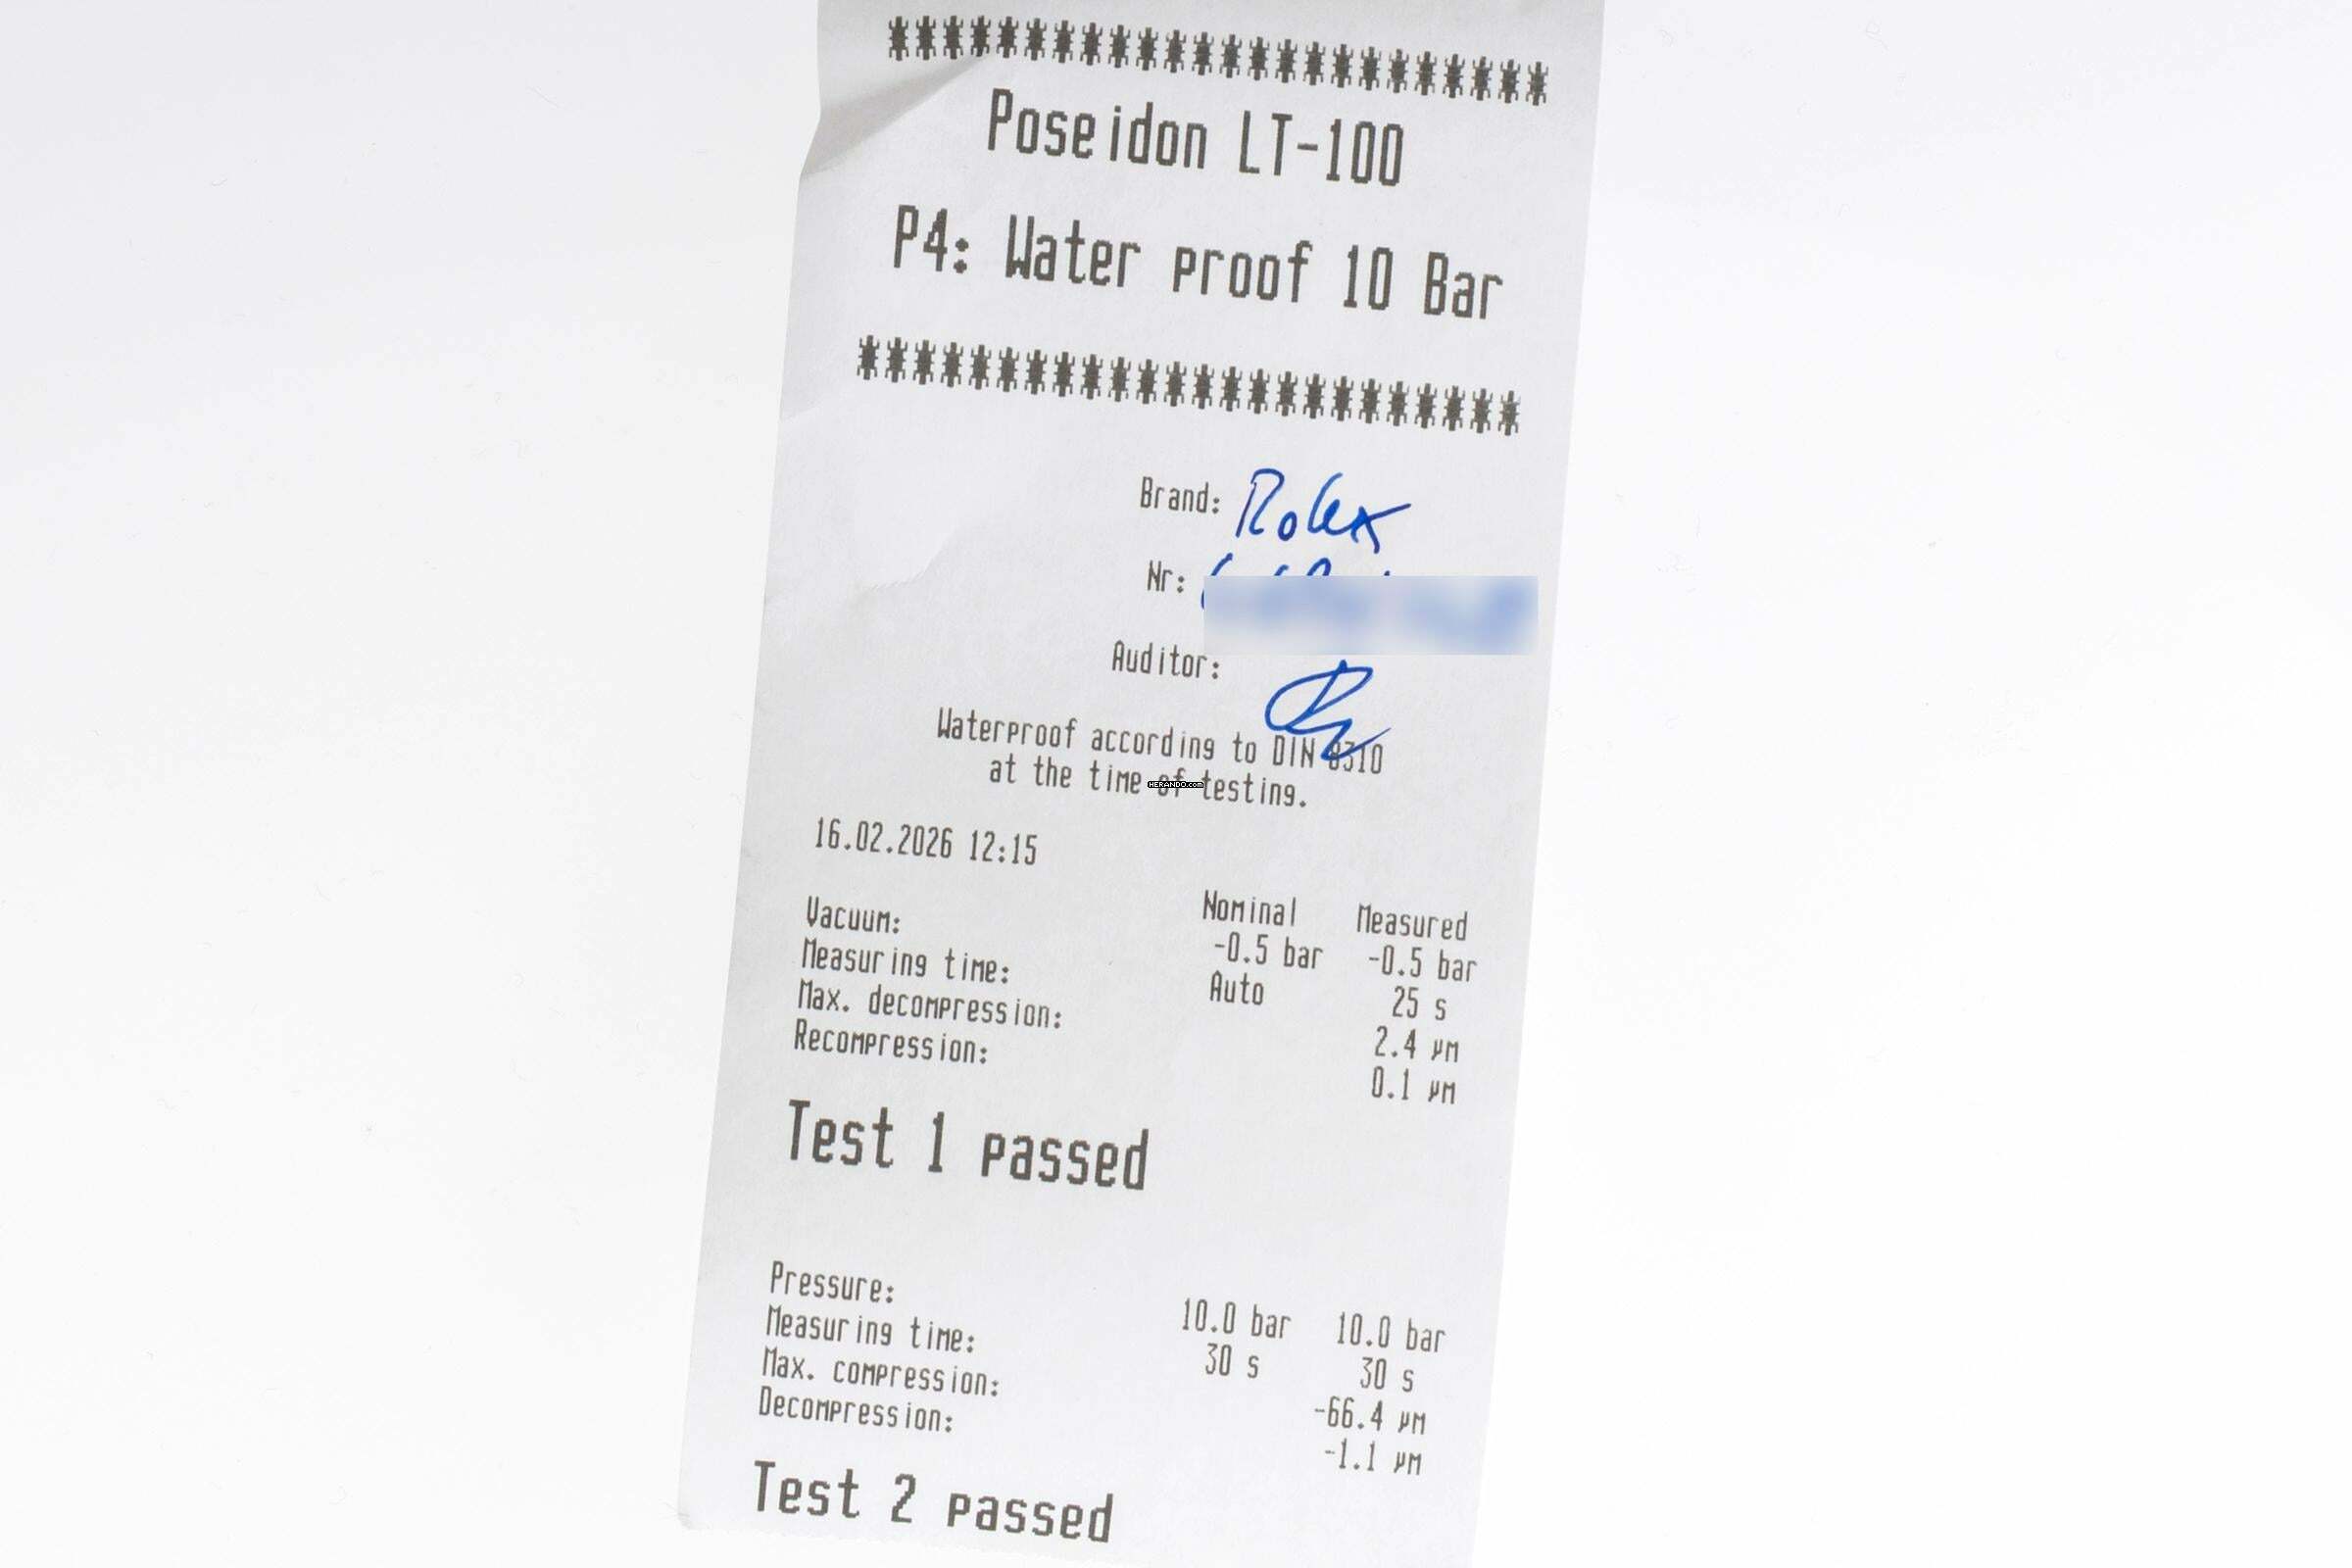 ************************
Poseidon LT-100
P4: Water proof 10 Bar
************************
Brand: Rolex
Nr:
Auditor:
Waterproof according to DIN 8310
at the time of testing.
HERANDO.com
16.02.2026 12:15
Nominal Measured
Vacuum: -0.5 bar -0.5 bar
Measuring time: Auto 25 s
Max. decompression: 2.4 µm
Recompression: 0.1 µm
Test 1 passed
Pressure: 10.0 bar 10.0 bar
Measuring time: 30 s 30 s
Max. compression: -66.4 µm
Decompression: -1.1 µm
Test 2 passed